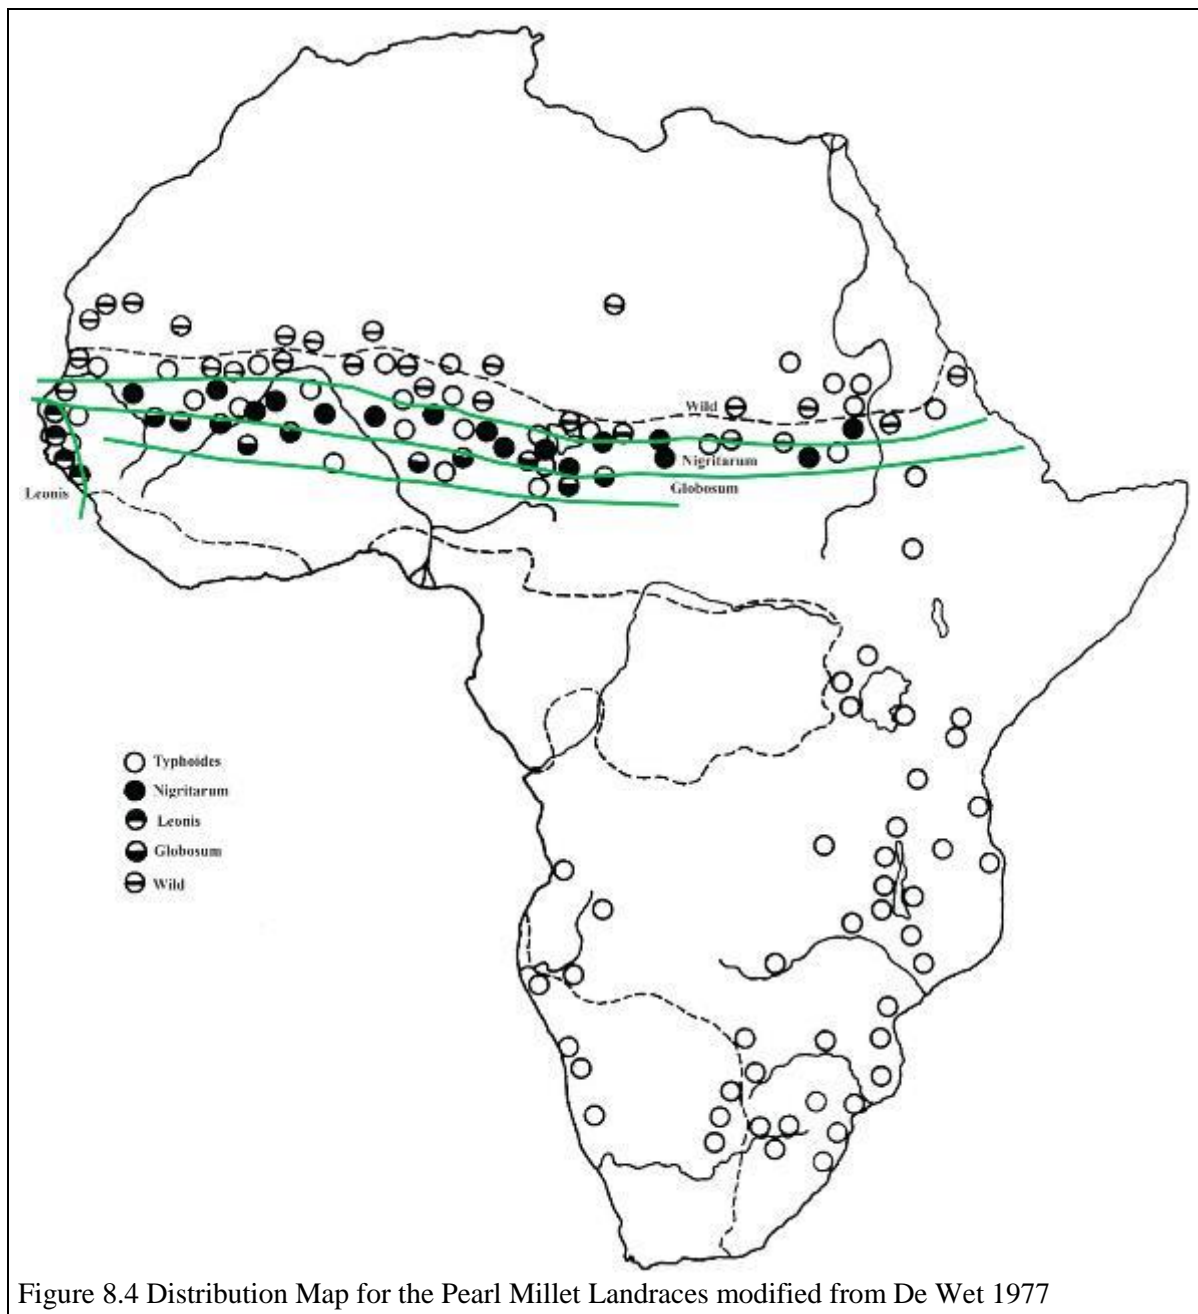 Wild
Nigritarum
Globosum
Leonis
Typhoides
Nigritarum
Leonis
Globosum
Wild
Figure 8.4 Distribution Map for the Pearl Millet Landraces modified from De Wet 1977